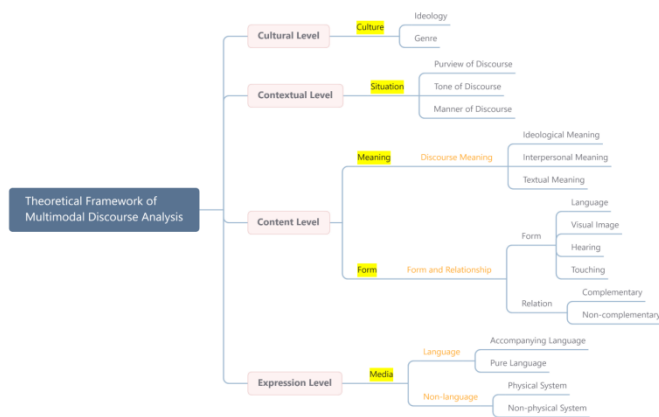 Theoretical Framework of
Multimodal Discourse Analysis
Cultural Level
Culture
Ideology
Genre
Contextual Level
Situation
Purview of Discourse
Tone of Discourse
Manner of Discourse
Content Level
Meaning
Discourse Meaning
Ideological Meaning
Interpersonal Meaning
Textual Meaning
Form
Form and Relationship
Form
Language
Visual Image
Hearing
Touching
Relation
Complementary
Non-complementary
Expression Level
Media
Language
Accompanying Language
Pure Language
Non-language
Physical System
Non-physical System